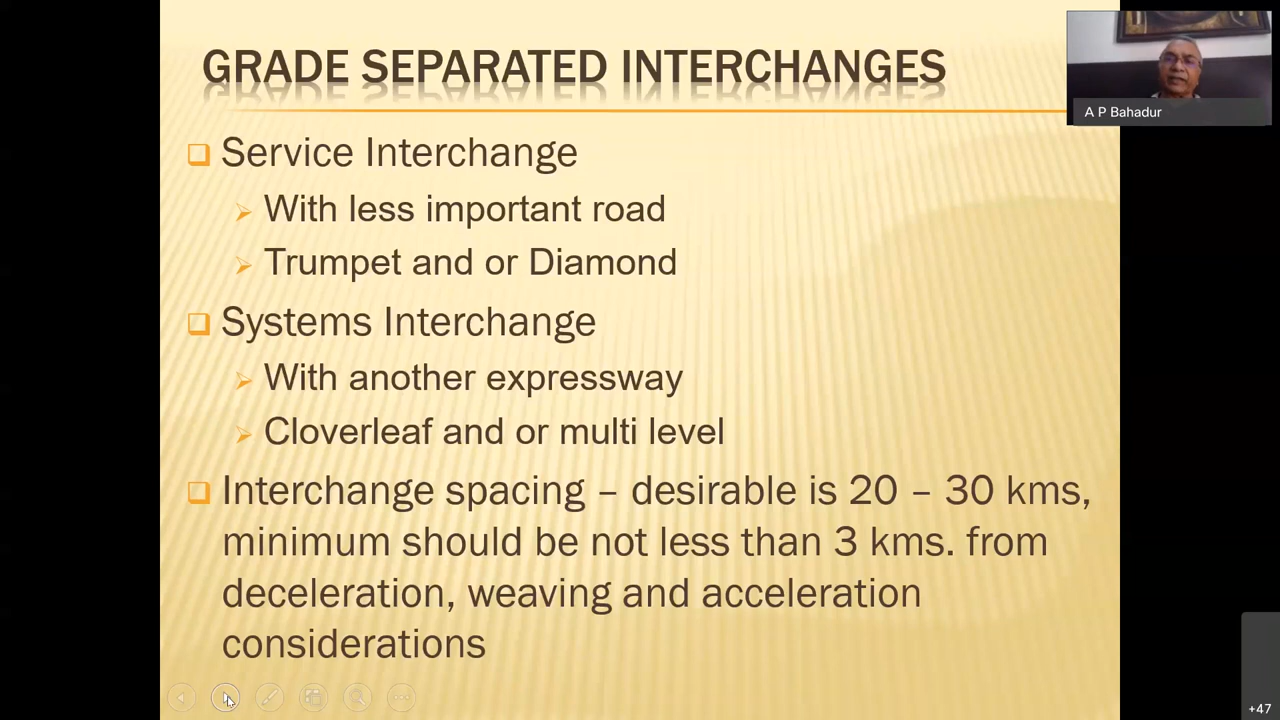 GRADE SEPARATED INTERCHANGES
A P Bahadur
Service Interchange
With less important road
Trumpet and or Diamond
Systems Interchange
With another expressway
Cloverleaf and or multi level
Interchange spacing – desirable is 20 – 30 kms,
minimum should be not less than 3 kms. from
deceleration, weaving and acceleration
considerations
+47